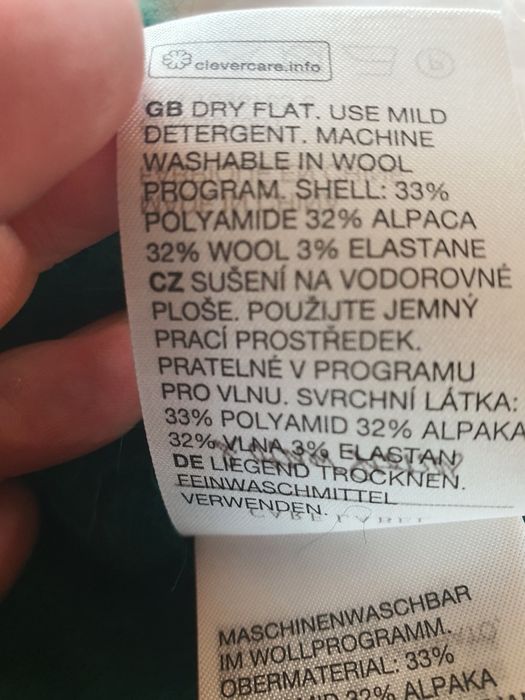 clevercare.info
GB DRY FLAT. USE MILD
DETERGENT. MACHINE
WASHABLE IN WOOL
PROGRAM. SHELL: 33%
POLYAMIDE 32% ALPACA
32% WOOL 3% ELASTANE
CZ SUŠENÍ NA VODOROVNÉ
PLOŠE. POUŽIJTE JEMNÝ
PRACÍ PROSTŘEDEK.
PRATELNÉ V PROGRAMU
PRO VLNU. SVRCHNÍ LÁTKA:
33% POLYAMID 32% ALPAKA
32% VLNA 3% ELASTAN
DE LIEGEND TROCKNEN.
FEINWASCHMITTEL
VERWENDEN.
MASCHINENWASCHBAR
IM WOLLPROGRAMM.
OBERMATERIAL: 33%
32% ALPAKA